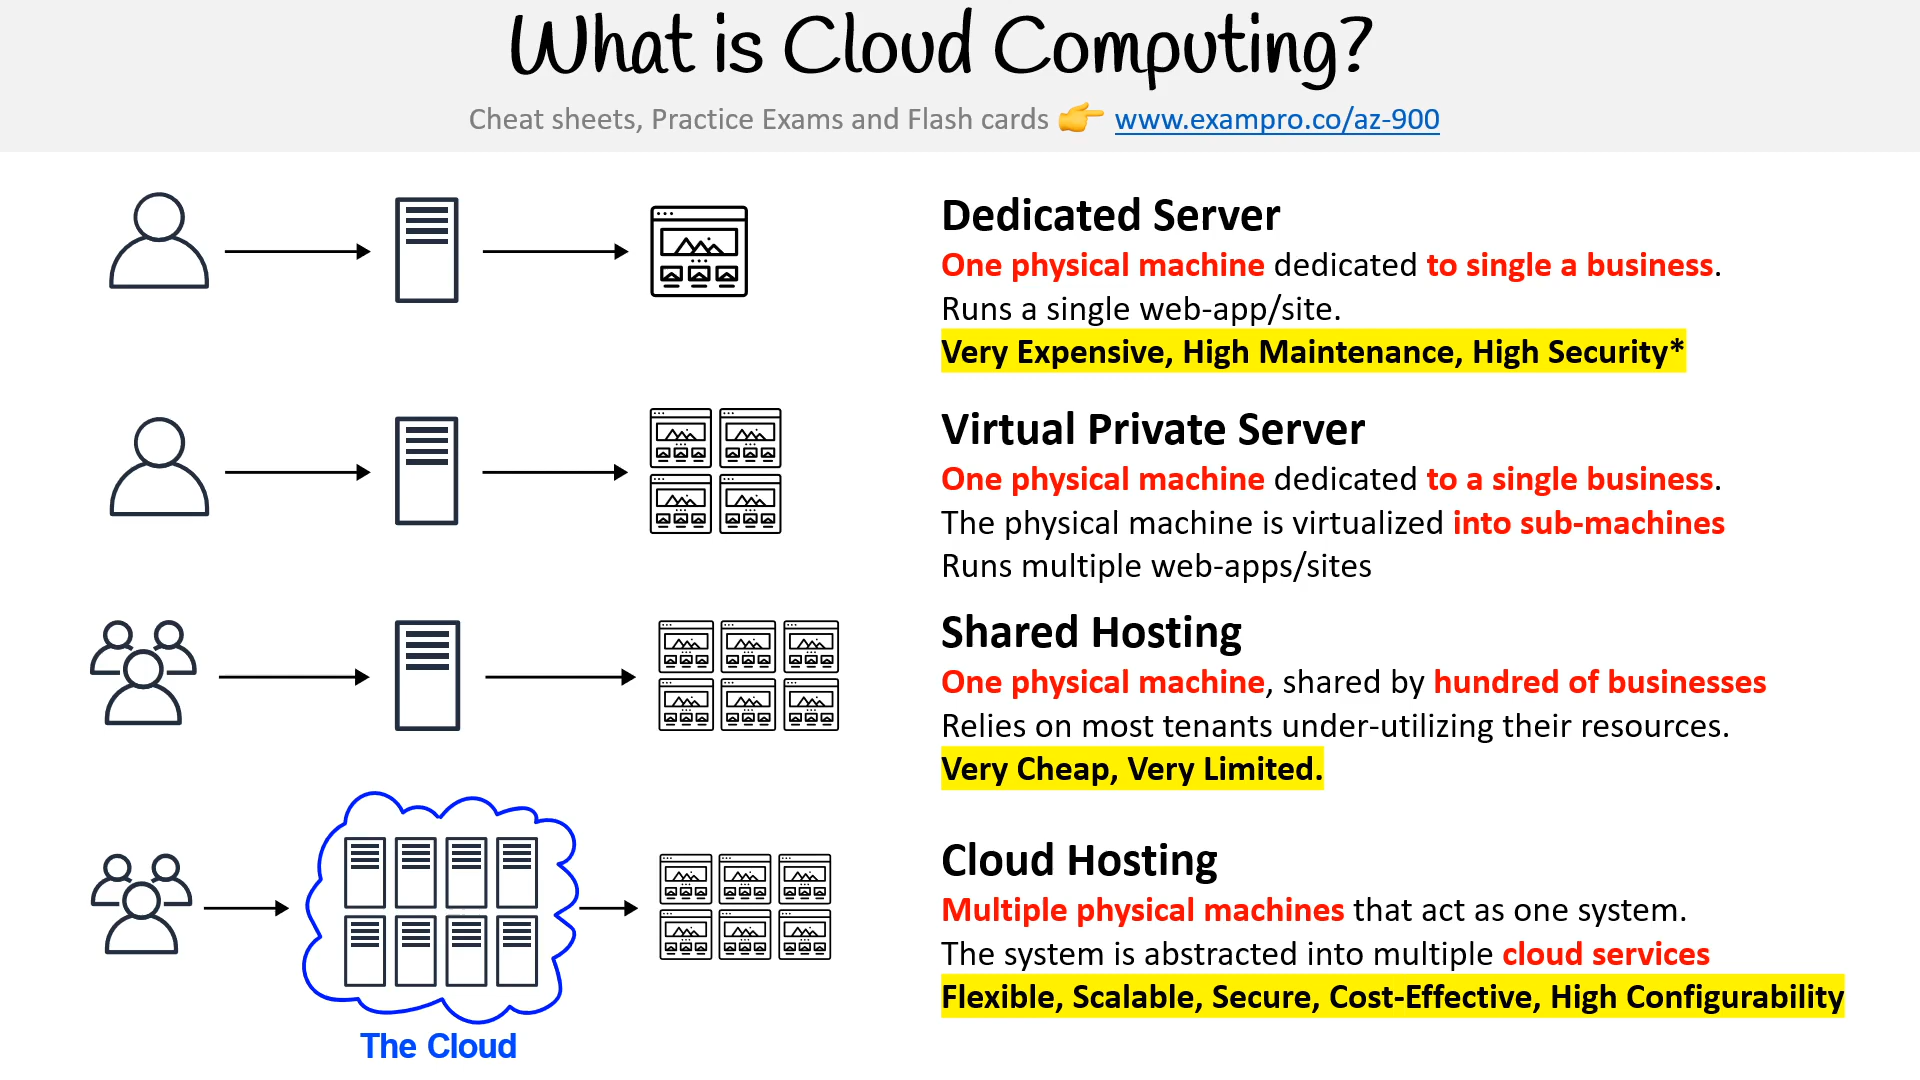 What is Cloud Computing?
Cheat sheets, Practice Exams and Flash cards 👉 www.exampro.co/az-900
Dedicated Server
One physical machine dedicated to single a business.
Runs a single web-app/site.
Very Expensive, High Maintenance, High Security*
Virtual Private Server
One physical machine dedicated to a single business.
The physical machine is virtualized into sub-machines
Runs multiple web-apps/sites
Shared Hosting
One physical machine, shared by hundred of businesses
Relies on most tenants under-utilizing their resources.
Very Cheap, Very Limited.
Cloud Hosting
Multiple physical machines that act as one system.
The system is abstracted into multiple cloud services
Flexible, Scalable, Secure, Cost-Effective, High Configurability
The Cloud